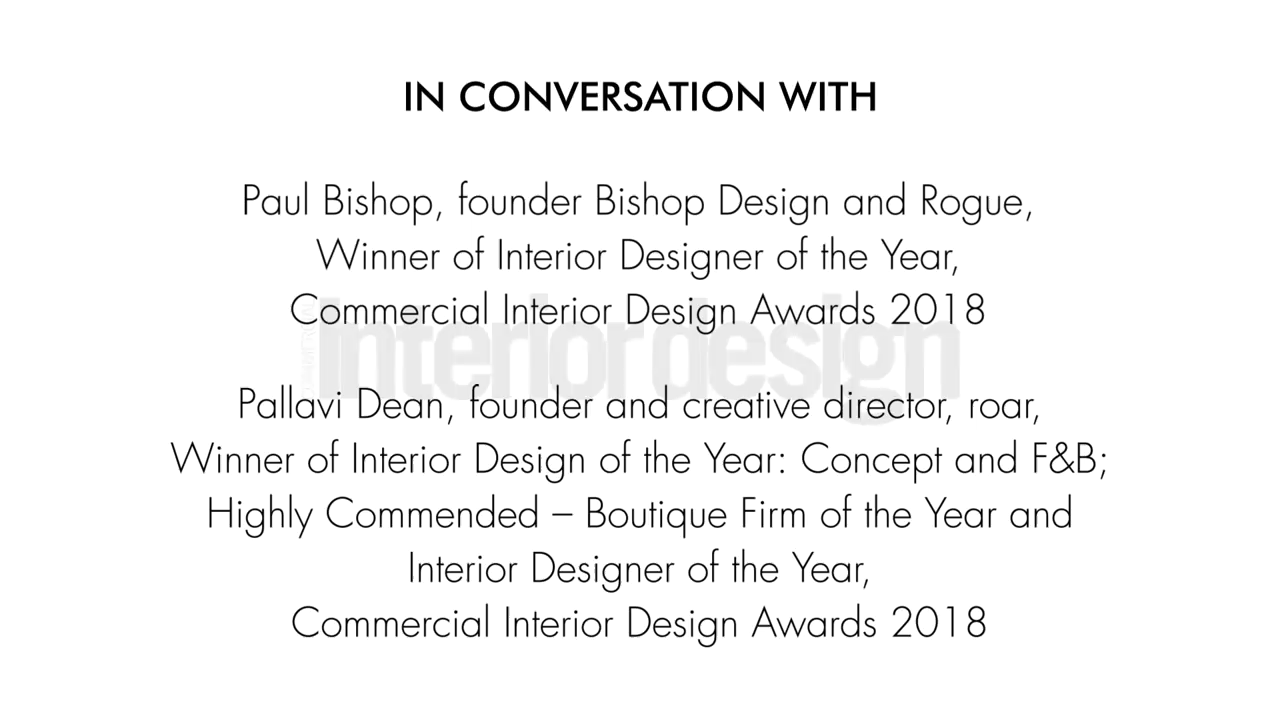 IN CONVERSATION WITH
Paul Bishop, founder Bishop Design and Rogue,
Winner of Interior Designer of the Year,
Commercial Interior Design Awards 2018
interior design
Pallavi Dean, founder and creative director, roar,
Winner of Interior Design of the Year: Concept and F&B;
Highly Commended – Boutique Firm of the Year and
Interior Designer of the Year,
Commercial Interior Design Awards 2018